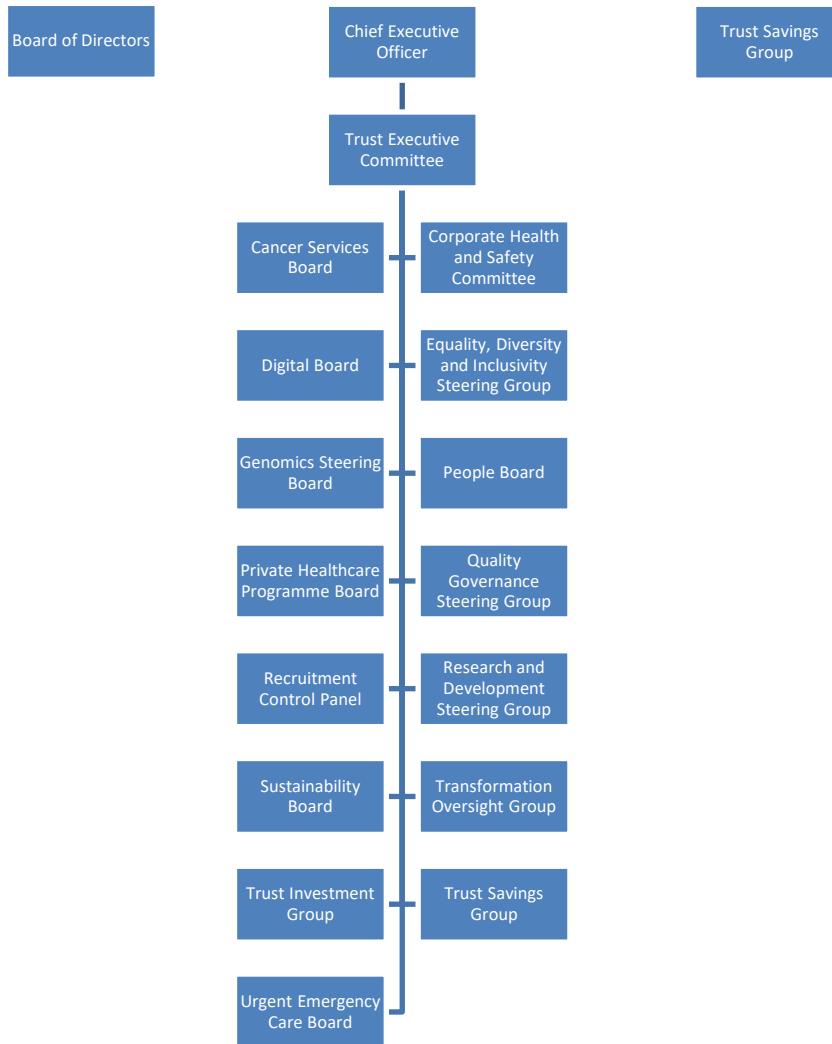 Board of Directors
Chief Executive
Officer
Trust Savings
Group
Trust Executive
Committee
Cancer Services
Board
Corporate Health
and Safety
Committee
Digital Board
Equality, Diversity
and Inclusivity
Steering Group
Genomics Steering
Board
People Board
Private Healthcare
Programme Board
Quality
Governance
Steering Group
Recruitment
Control Panel
Research and
Development
Steering Group
Sustainability
Board
Transformation
Oversight Group
Trust Investment
Group
Trust Savings
Group
Urgent Emergency
Care Board